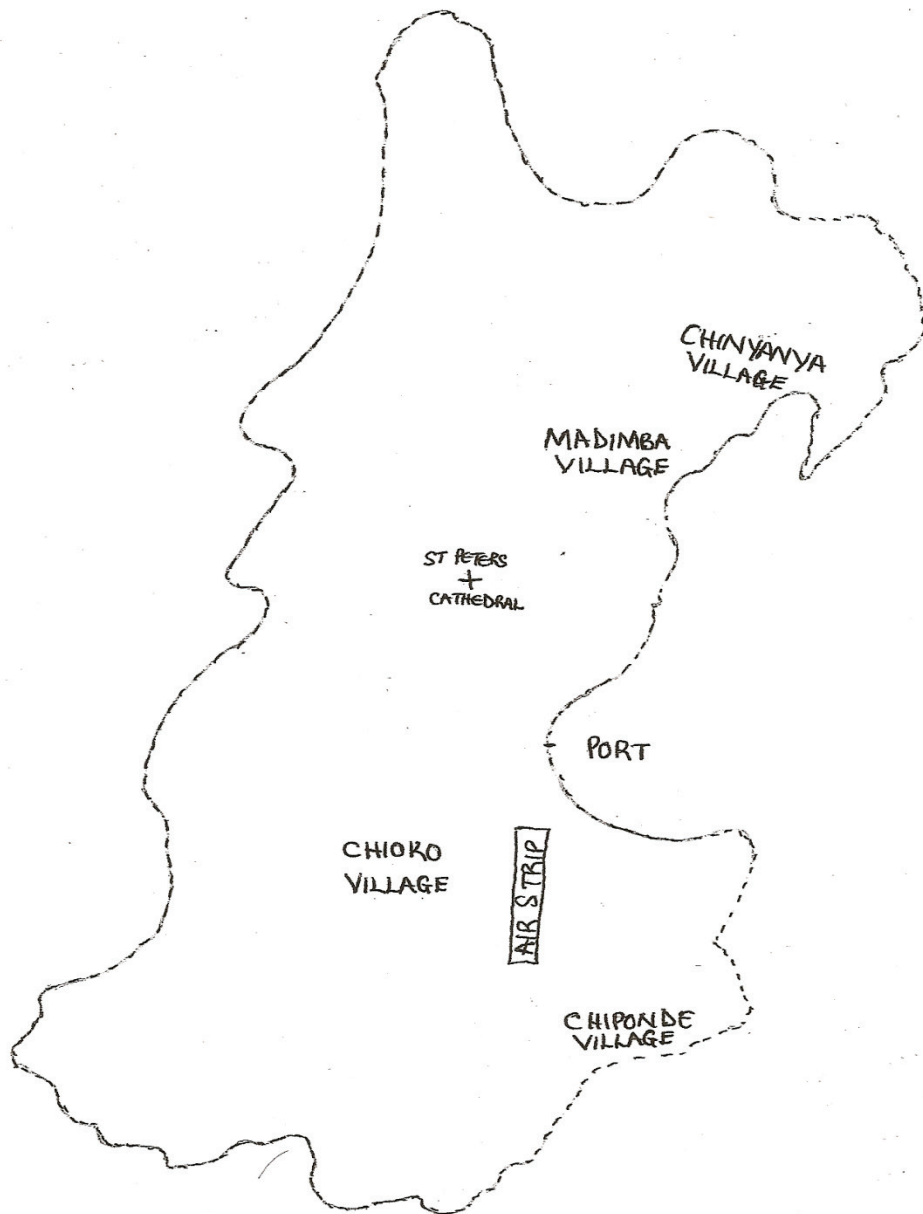 CHINYANYA
VILLAGE
MADIMBA
VILLAGE
ST PETERS
+
CATHEDRAL
PORT
CHIOKO
VILLAGE
AIR STRIP
CHIPONDE
VILLAGE